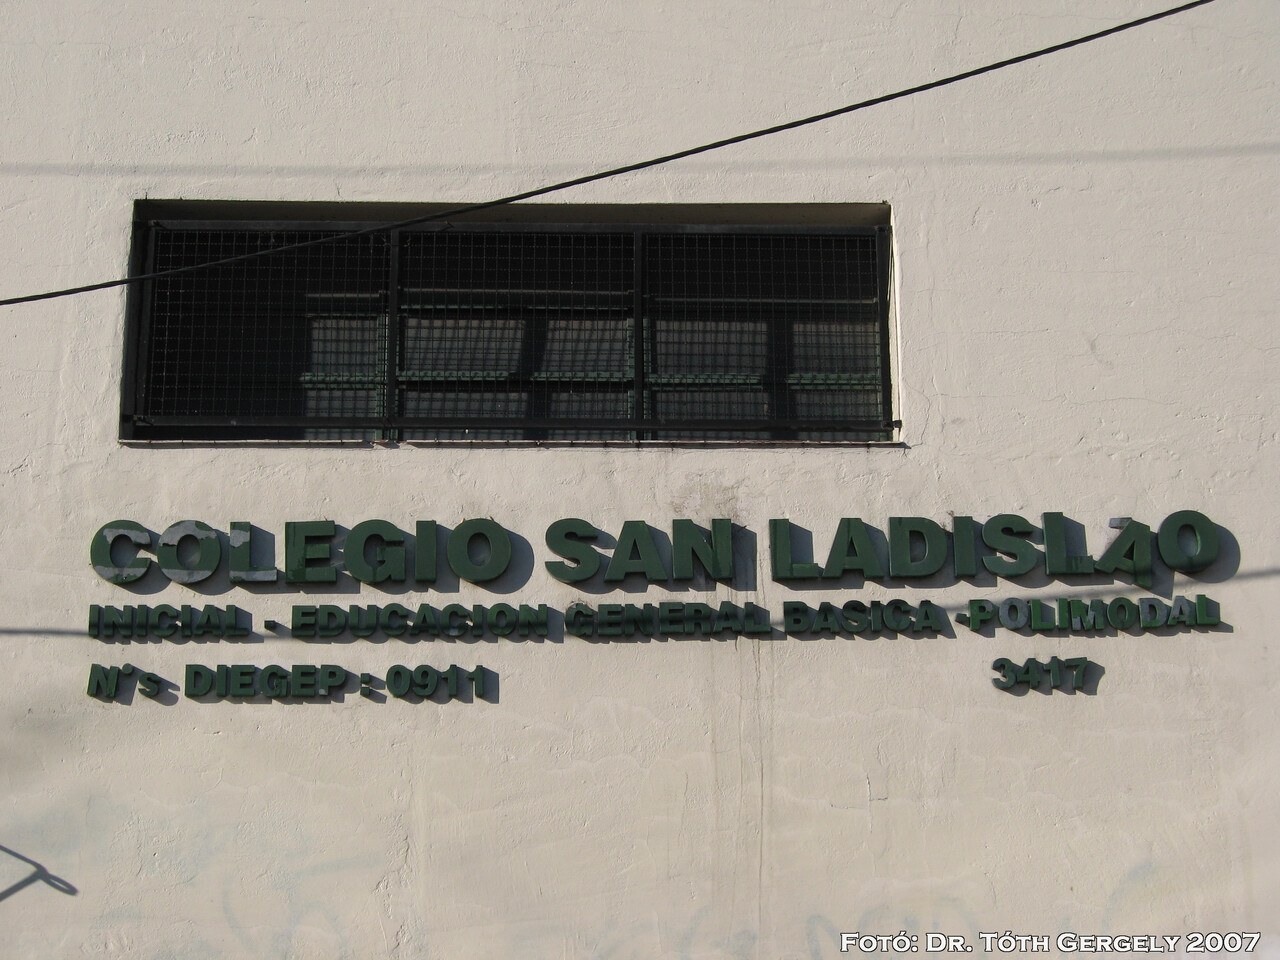 COLEGIO SAN LADISLAO
INICIAL - EDUCACION GENERAL BASICA - POLIMODAL
N's DIEGEP : 0911 3417
Fotó: Dr. Tóth Gergely 2007